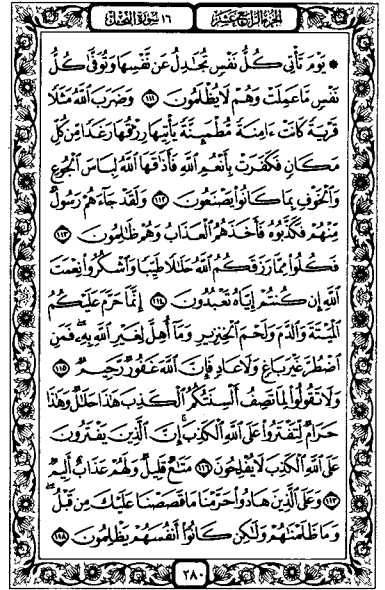 الجزء الرابع عشر ١٦ سورة النحل
۞ يَوْمَ تَأْتِى كُلُّ نَفْسٍ تُجَٰدِلُ عَن نَّفْسِهَا وَتُوَفَّىٰ كُلُّ
نَفْسٍ مَّا عَمِلَتْ وَهُمْ لَا يُظْلَمُونَ ١١١ وَضَرَبَ ٱللَّهُ مَثَلًا
قَرْيَةً كَانَتْ ءَامِنَةً مُّطْمَئِنَّةً يَأْتِيهَا رِزْقُهَا رَغَدًا مِّن كُلِّ
مَكَانٍ فَكَفَرَتْ بِأَنْعُمِ ٱللَّهِ فَأَذَٰقَهَا ٱللَّهُ لِبَاسَ ٱلْجُوعِ
وَٱلْخَوْفِ بِمَا كَانُوا۟ يَصْنَعُونَ ١١٢ وَلَقَدْ جَآءَهُمْ رَسُولٌ
مِّنْهُمْ فَكَذَّبُوهُ فَأَخَذَهُمُ ٱلْعَذَابُ وَهُمْ ظَٰلِمُونَ ١١٣
فَكُلُوا۟ مِمَّا رَزَقَكُمُ ٱللَّهُ حَلَٰلًا طَيِّبًا وَٱشْكُرُوا۟ نِعْمَتَ
ٱللَّهِ إِن كُنتُمْ إِيَّاهُ تَعْبُدُونَ ١١٤ إِنَّمَا حَرَّمَ عَلَيْكُمُ
ٱلْمَيْتَةَ وَٱلدَّمَ وَلَحْمَ ٱلْخِنزِيرِ وَمَآ أُهِلَّ لِغَيْرِ ٱللَّهِ بِهِۦ ۖ فَمَنِ
ٱضْطُرَّ غَيْرَ بَاغٍ وَلَا عَادٍ فَإِنَّ ٱللَّهَ غَفُورٌ رَّحِيمٌ ١١٥
وَلَا تَقُولُوا۟ لِمَا تَصِفُ أَلْسِنَتُكُمُ ٱلْكَذِبَ هَٰذَا حَلَٰلٌ وَهَٰذَا
حَرَامٌ لِّتَفْتَرُوا۟ عَلَى ٱللَّهِ ٱلْكَذِبَ ۚ إِنَّ ٱلَّذِينَ يَفْتَرُونَ
عَلَى ٱللَّهِ ٱلْكَذِبَ لَا يُفْلِحُونَ ١١٦ مَتَٰعٌ قَلِيلٌ وَلَهُمْ عَذَابٌ أَلِيمٌ
١١٧ وَعَلَى ٱلَّذِينَ هَادُوا۟ حَرَّمْنَا مَا قَصَصْنَا عَلَيْكَ مِن قَبْلُ ۖ
وَمَا ظَلَمْنَٰهُمْ وَلَٰكِن كَانُوٓا۟ أَنفُسَهُمْ يَظْلِمُونَ ١١٨
٢٨٠